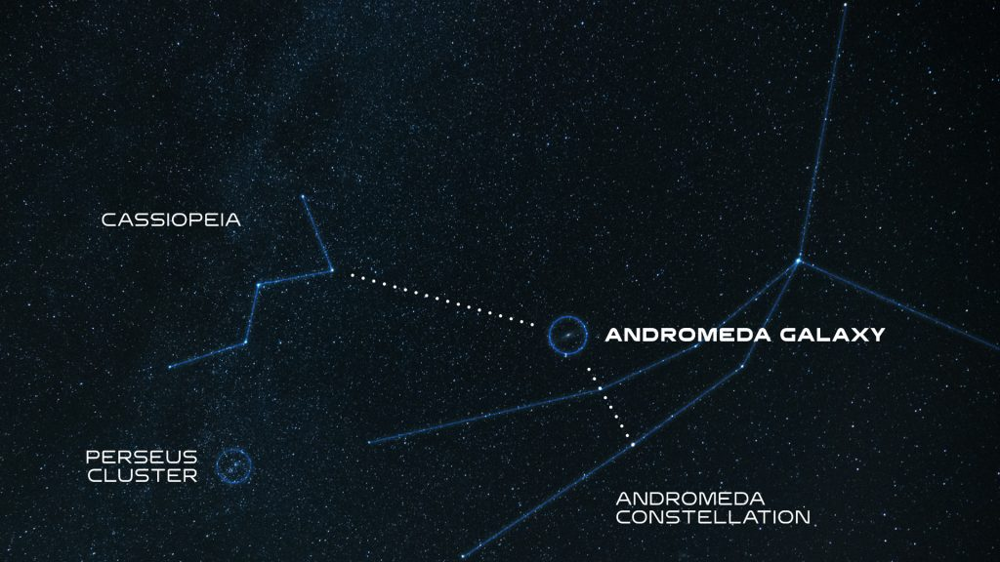 CASSIOPEIA
ANDROMEDA GALAXY
PERSEUS
CLUSTER
ANDROMEDA
CONSTELLATION